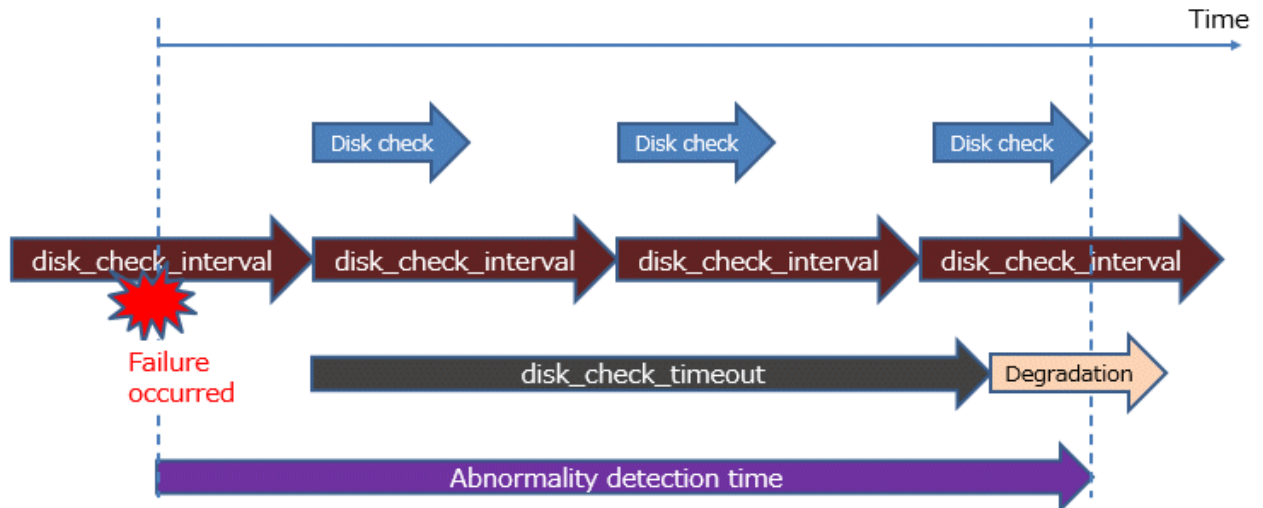 Time
Disk check
Disk check
Disk check
disk_check_interval
disk_check_interval
disk_check_interval
disk_check_interval
Failure
occurred
disk_check_timeout
Degradation
Abnormality detection time